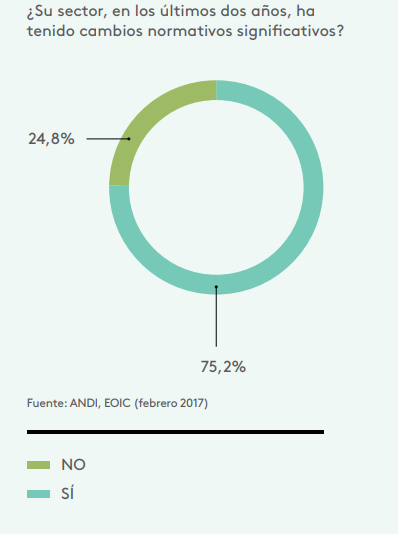 ¿Su sector, en los últimos dos años, ha
tenido cambios normativos significativos?
24,8%
75,2%
Fuente: ANDI, EOIC (febrero 2017)
NO
SÍ